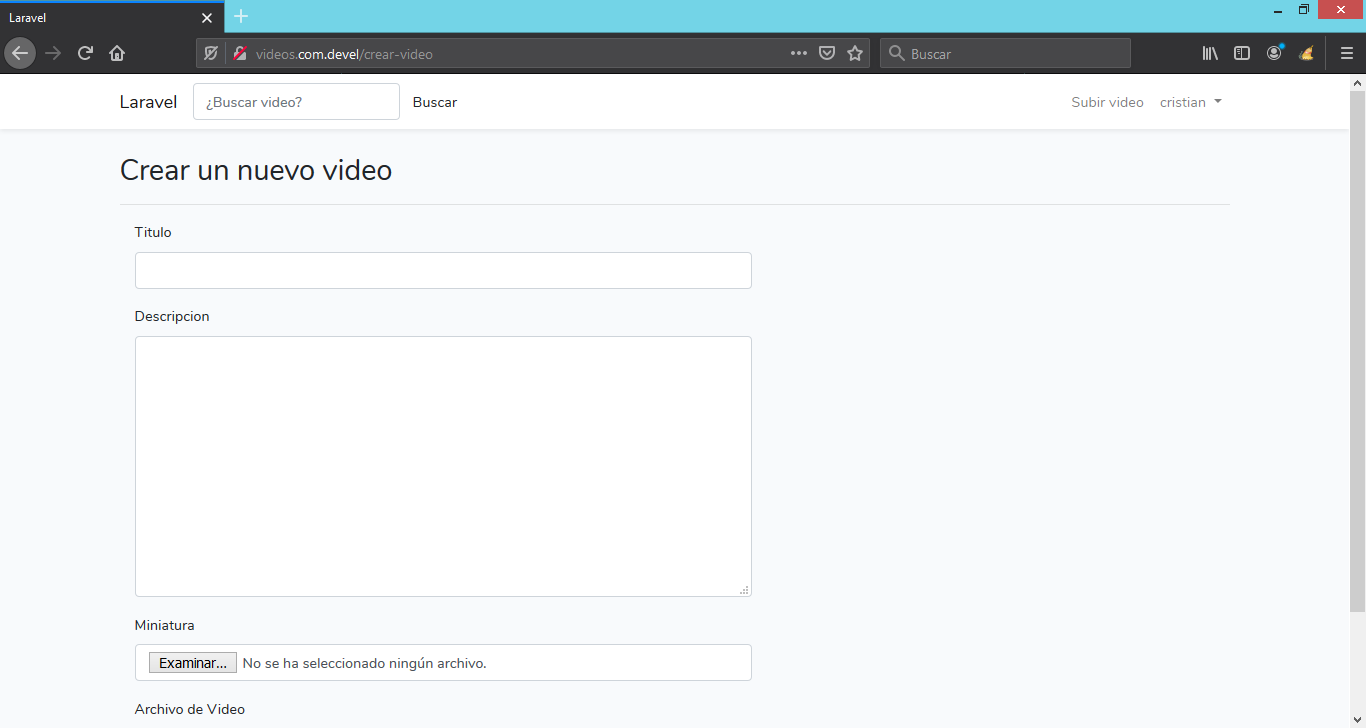 Laravel
videos.com.devel/crear-video
Buscar
Laravel
¿Buscar video?
Buscar
Subir video
cristian
Crear un nuevo video
Titulo
Descripcion
Miniatura
Examinar... No se ha seleccionado ningún archivo.
Archivo de Video